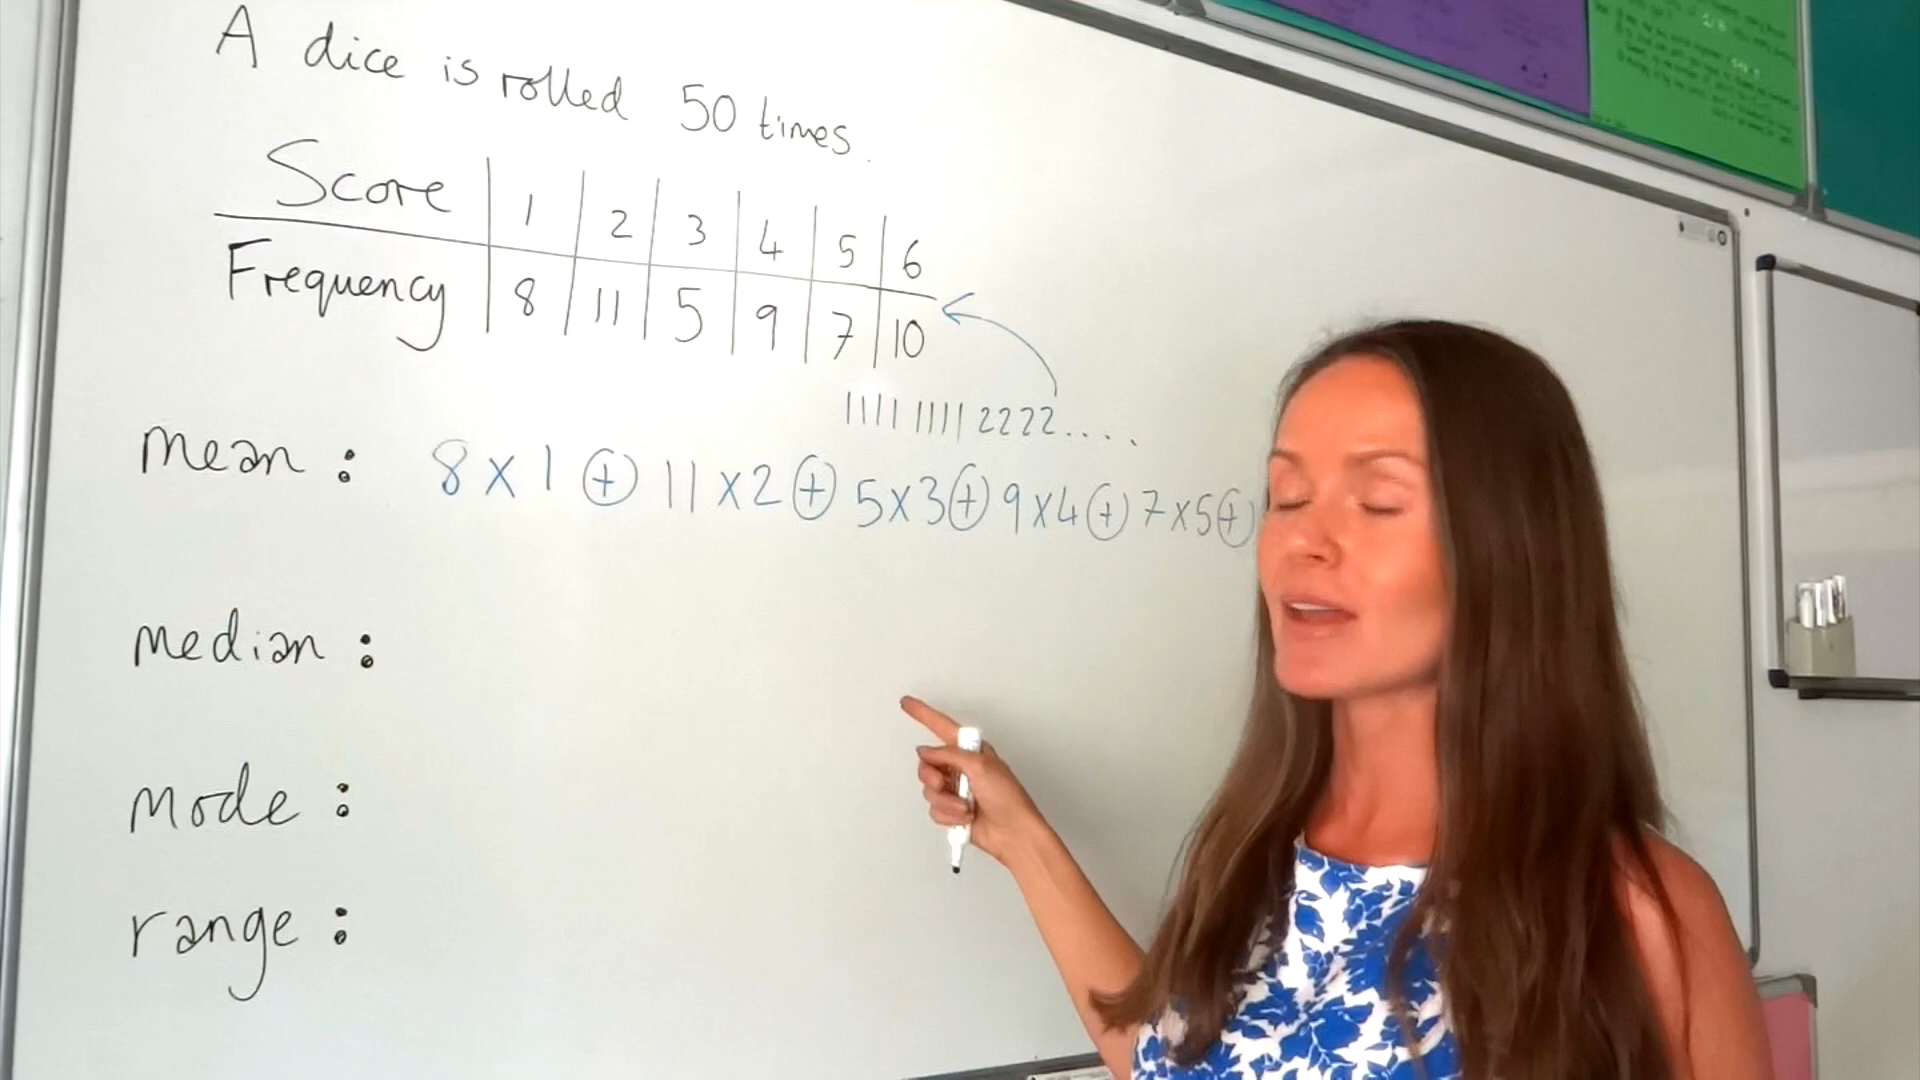 A dice is rolled 50 times.
Score 1 2 3 4 5 6
Frequency 8 11 5 9 7 10
1111 1111 2222....
mean : 8 x 1 + 11 x 2 + 5 x 3 + 9 x 4 + 7 x 5 +
median :
mode :
range :